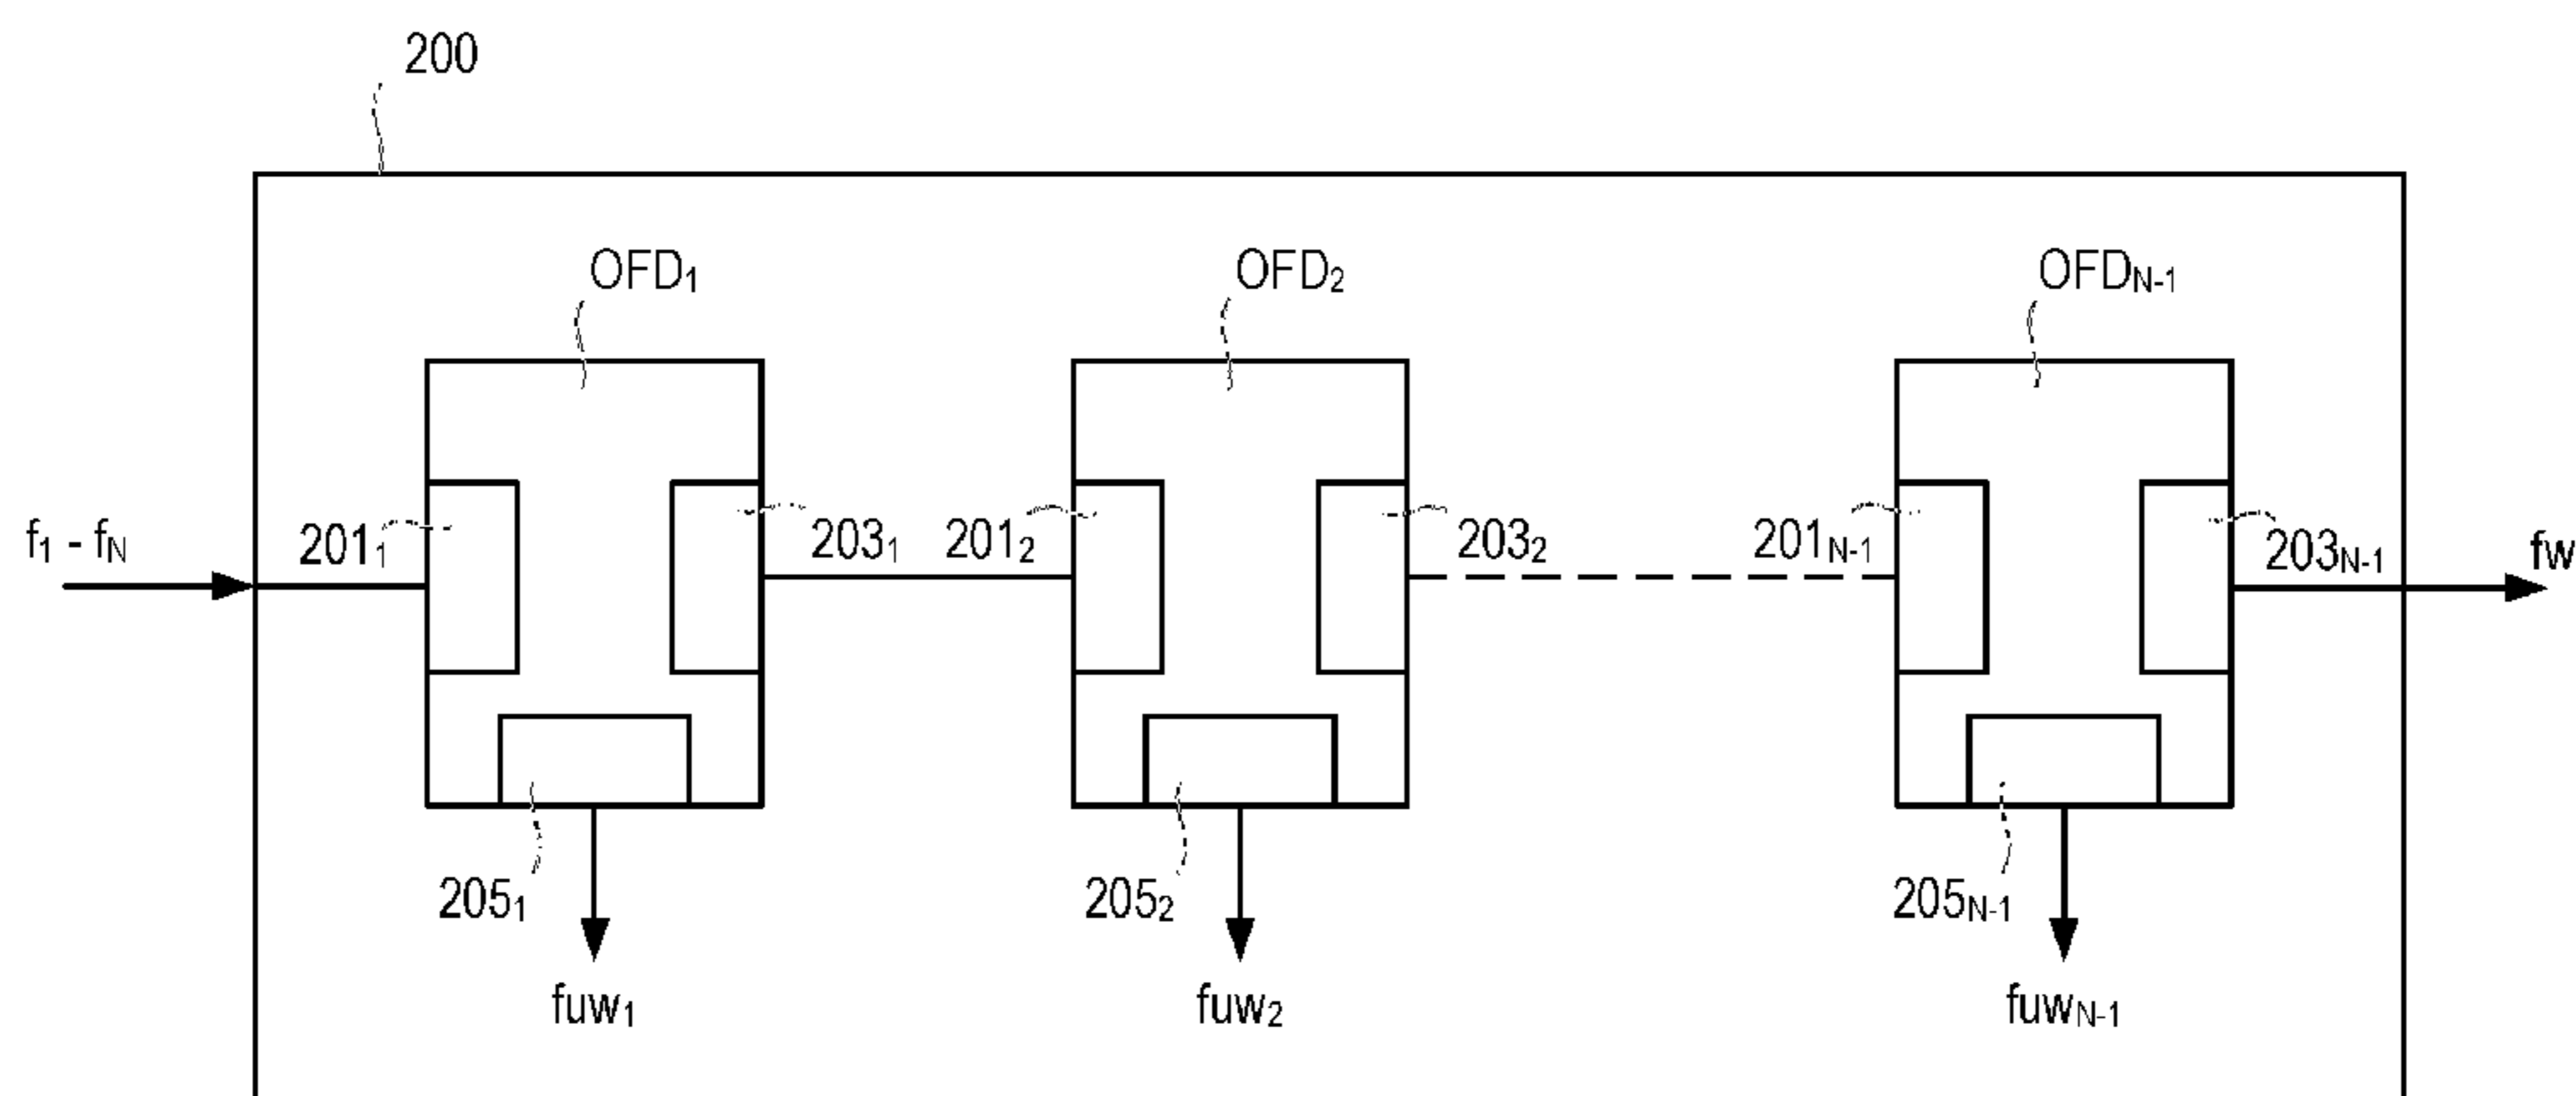 200
OFD₁ OFD₂ OFDN-1
f₁ - fN 201₁ 203₁ 201₂ 203₂ 201N-1 203N-1 fw
205₁ 205₂ 205N-1
fuw₁ fuw₂ fuwN-1